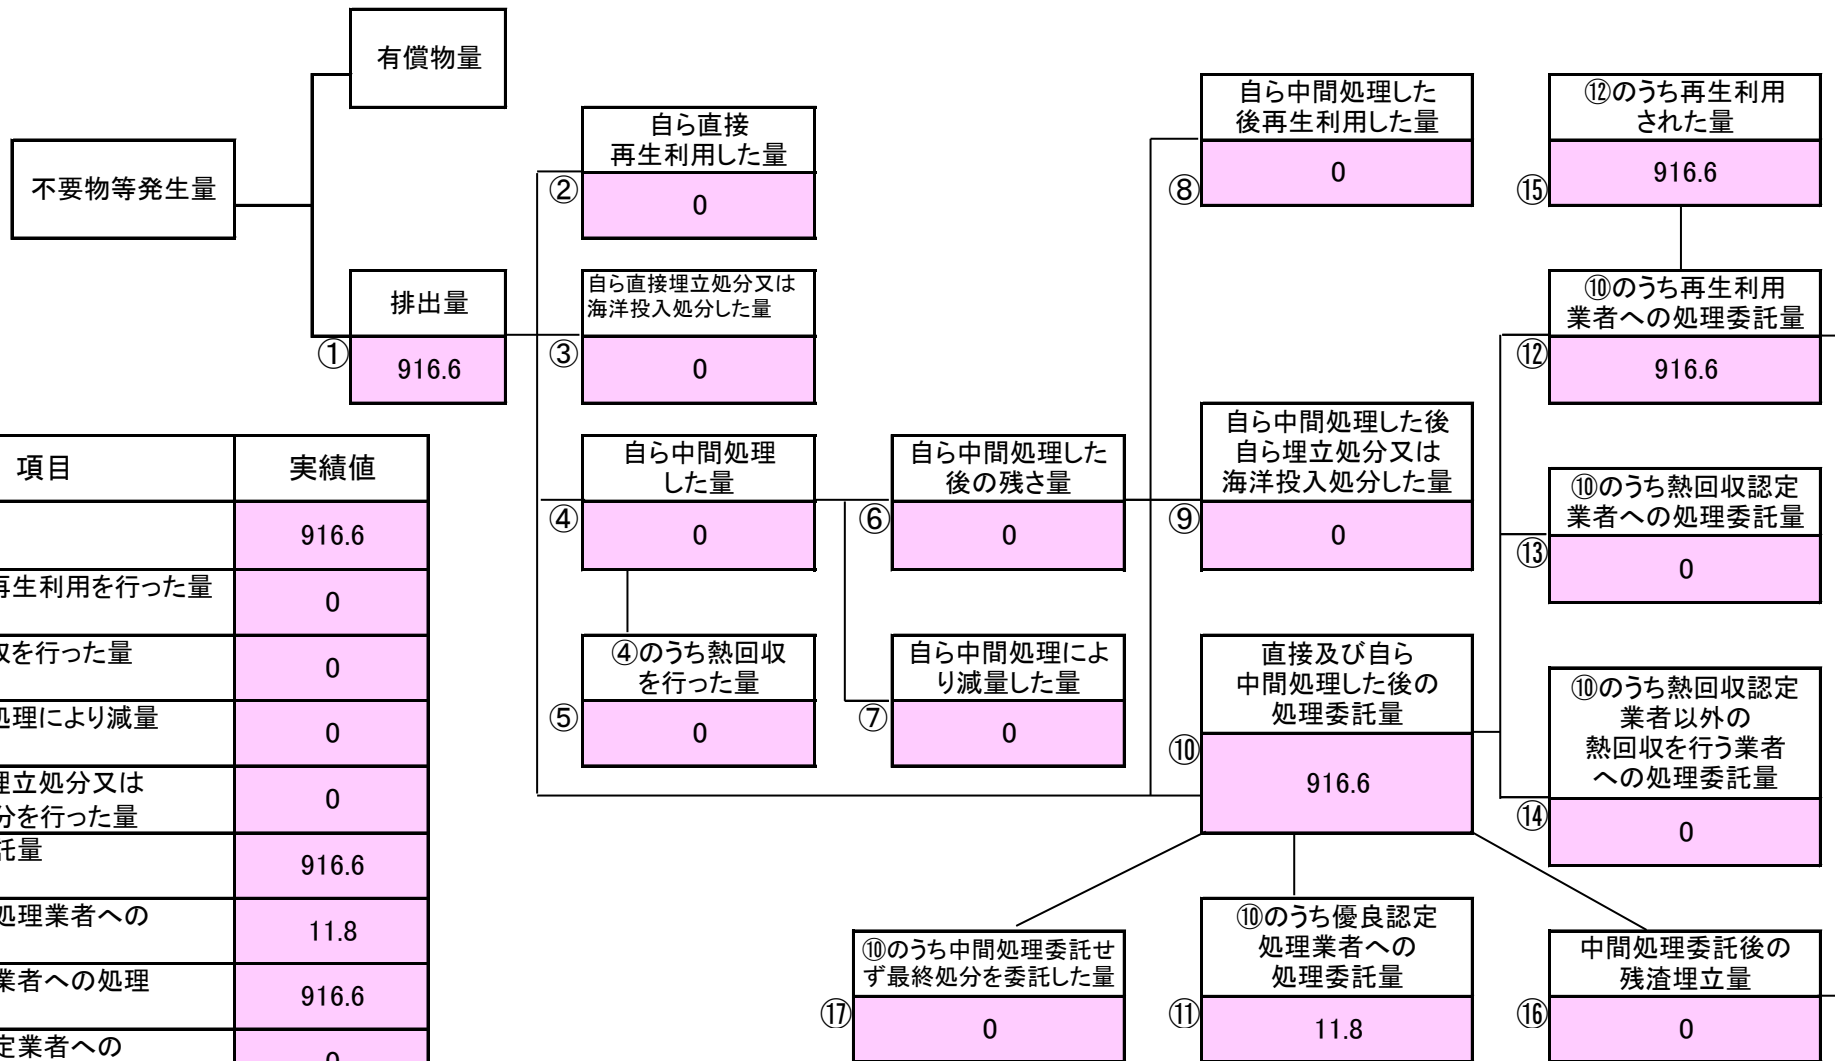 有償物量
不要物等発生量
排出量
①
916.6
自ら直接
再生利用した量
②
0
自ら直接埋立処分又は
海洋投入処分した量
③
0
自ら中間処理
した量
④
0
④のうち熱回収
を行った量
⑤
0
自ら中間処理した
後の残さ量
⑥
0
自ら中間処理によ
り減量した量
⑦
0
自ら中間処理した
後再生利用した量
⑧
0
自ら中間処理した後
自ら埋立処分又は
海洋投入処分した量
⑨
0
直接及び自ら
中間処理した後の
処理委託量
⑩
916.6
⑫のうち再生利用
された量
⑮
916.6
⑩のうち再生利用
業者への処理委託量
⑫
916.6
⑩のうち熱回収認定
業者への処理委託量
⑬
0
⑩のうち熱回収認定
業者以外の
熱回収を行う業者
への処理委託量
⑭
0
⑩のうち中間処理委託せ
ず最終処分を委託した量
⑰
0
⑩のうち優良認定
処理業者への
処理委託量
⑪
11.8
中間処理委託後の
残渣埋立量
⑯
0
項目 実績値
916.6
再生利用を行った量
0
収を行った量
0
処理により減量
0
埋立処分又は
分を行った量
0
託量
916.6
処理業者への
11.8
業者への処理
916.6
定業者への
0